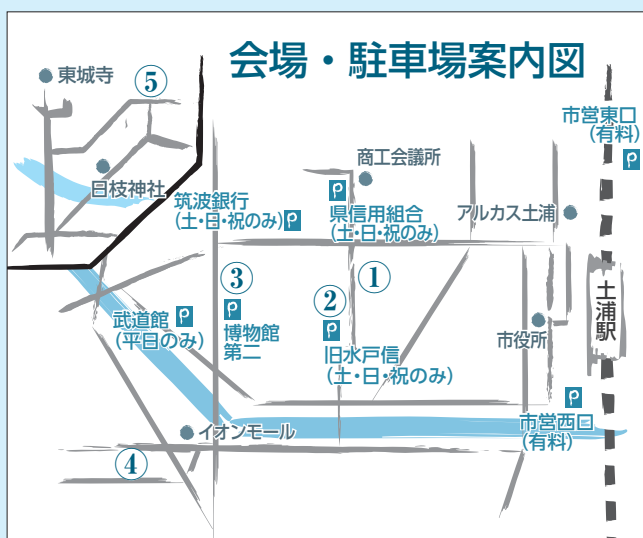 会場・駐車場案内図
東城寺
⑤
市営東口
(有料)
P
商工会議所
日枝神社
筑波銀行
(土・日・祝のみ) P
P
県信用組合
(土・日・祝のみ)
アルカス土浦
③
①
②
土浦駅
武道館 P
(平日のみ)
P
博物館
第二
P
旧水戸信
(土・日・祝のみ)
市役所
P
市営西口
(有料)
イオンモール
④